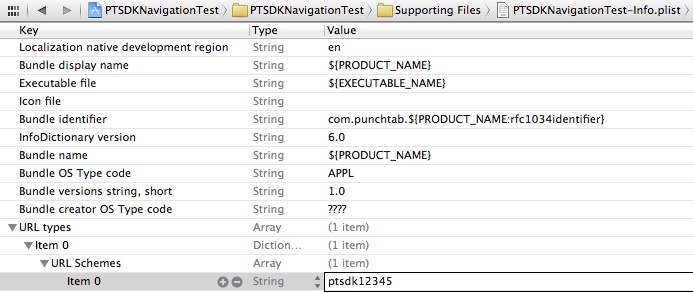 PTSDKNavigationTest PTSDKNavigationTest Supporting Files PTSDKNavigationTest-Info.plist
Key Type Value
Localization native development region String en
Bundle display name String ${PRODUCT_NAME}
Executable file String ${EXECUTABLE_NAME}
Icon file String
Bundle identifier String com.punchtab.${PRODUCT_NAME:rfc1034identifier}
InfoDictionary version String 6.0
Bundle name String ${PRODUCT_NAME}
Bundle OS Type code String APPL
Bundle versions string, short String 1.0
Bundle creator OS Type code String ????
URL types Array (1 item)
Item 0 Diction... (1 item)
URL Schemes Array (1 item)
Item 0 String ptsdk12345